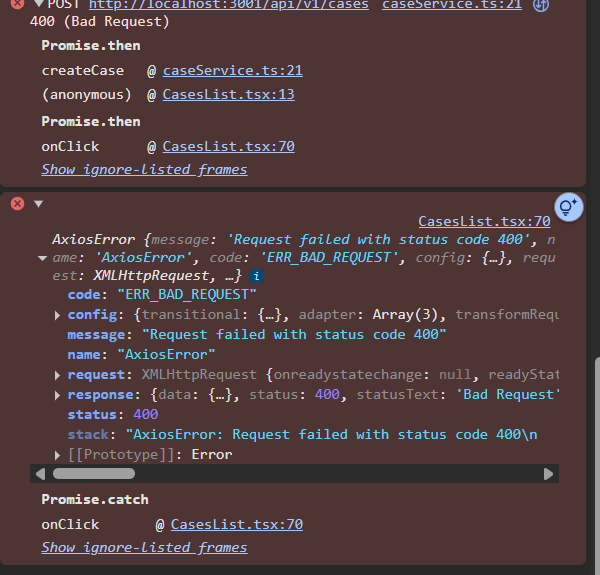 POST http://localhost:3001/api/v1/cases caseService.ts:21
400 (Bad Request)
Promise.then
createCase @ caseService.ts:21
(anonymous) @ CasesList.tsx:13
Promise.then
onClick @ CasesList.tsx:70
Show ignore-listed frames
CasesList.tsx:70
AxiosError {message: 'Request failed with status code 400', n
ame: 'AxiosError', code: 'ERR_BAD_REQUEST', config: {…}, requ
est: XMLHttpRequest, …} i
code: "ERR_BAD_REQUEST"
config: {transitional: {…}, adapter: Array(3), transformRequ
message: "Request failed with status code 400"
name: "AxiosError"
request: XMLHttpRequest {onreadystatechange: null, readyStat
response: {data: {…}, status: 400, statusText: 'Bad Request'
status: 400
stack: "AxiosError: Request failed with status code 400\n
[[Prototype]]: Error
Promise.catch
onClick @ CasesList.tsx:70
Show ignore-listed frames